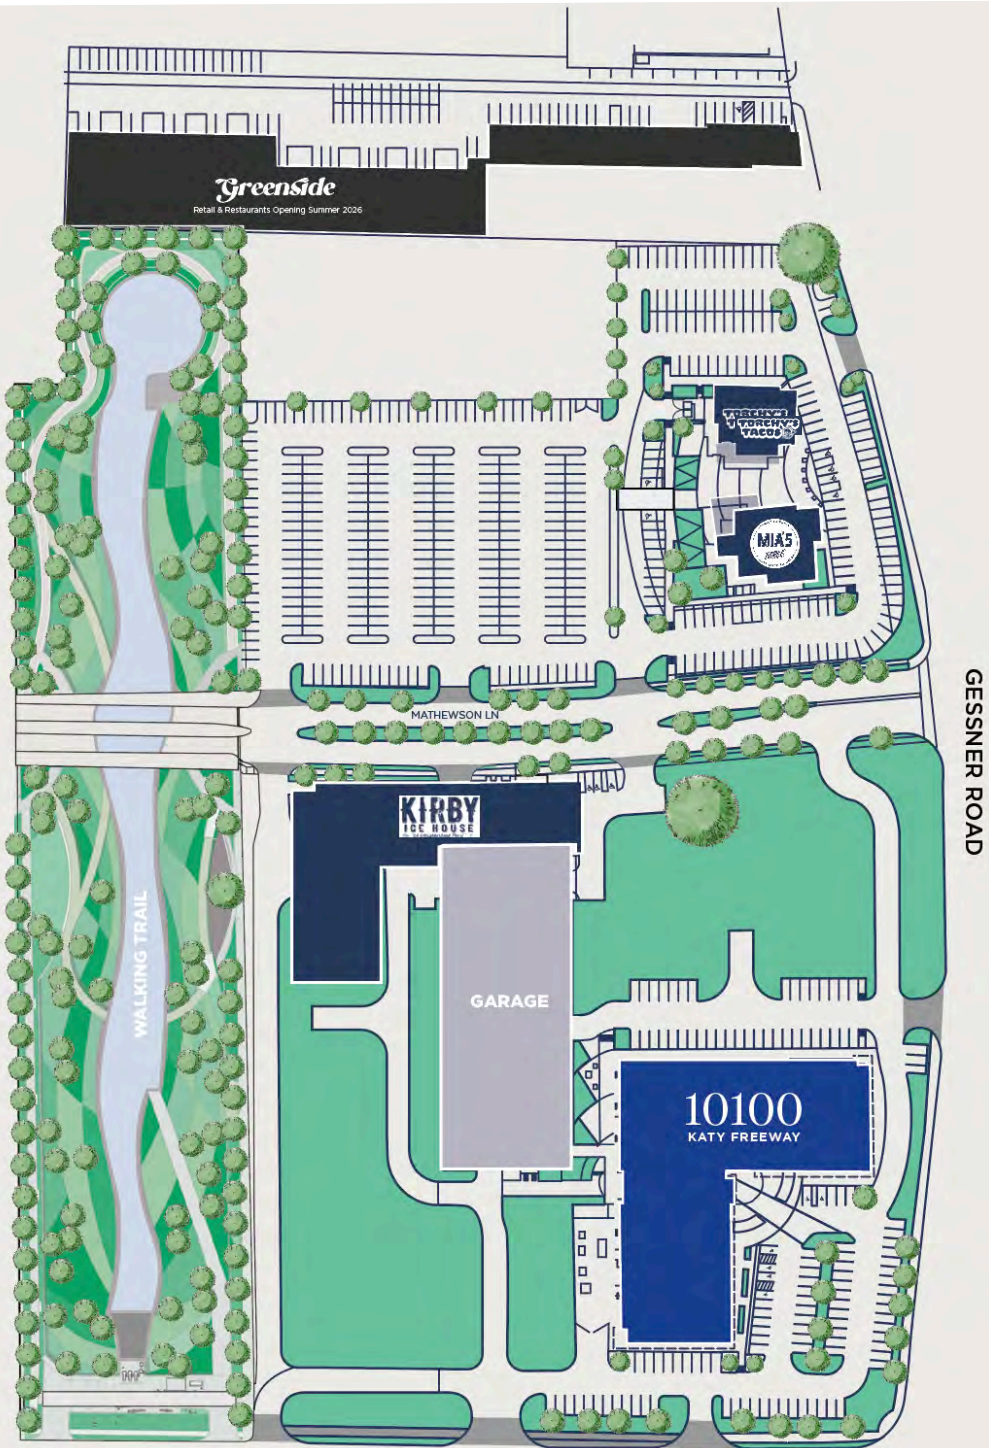 Greenside
Retail & Restaurants Opening Summer 2026
TORCHY'S
TORCHY'S
TACOS
MIA'S
MATHEWSON LN
GESSNER ROAD
KIRBY
ICE HOUSE
WALKING TRAIL
GARAGE
10100
KATY FREEWAY